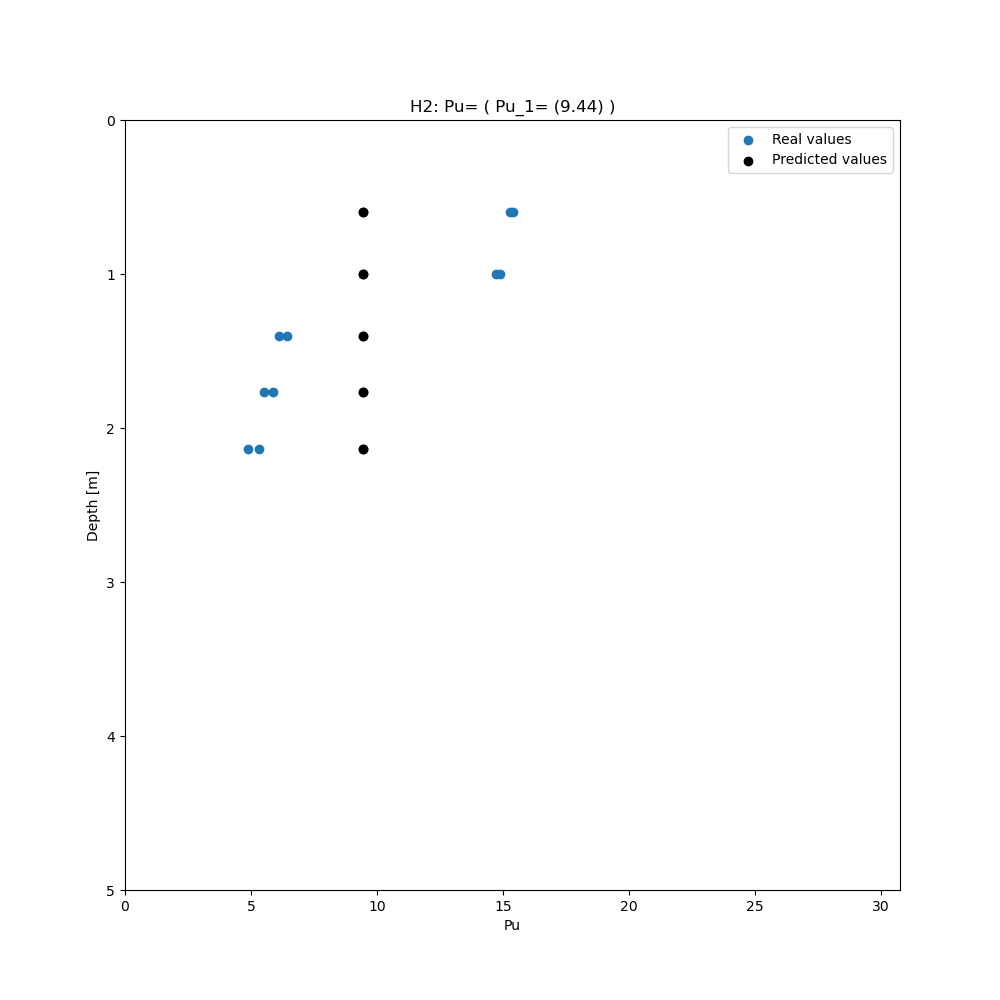 H2: Pu= ( Pu_1= (9.44) )
Real values
Predicted values
0
1
2
3
4
5
Depth [m]
0 5 10 15 20 25 30
Pu